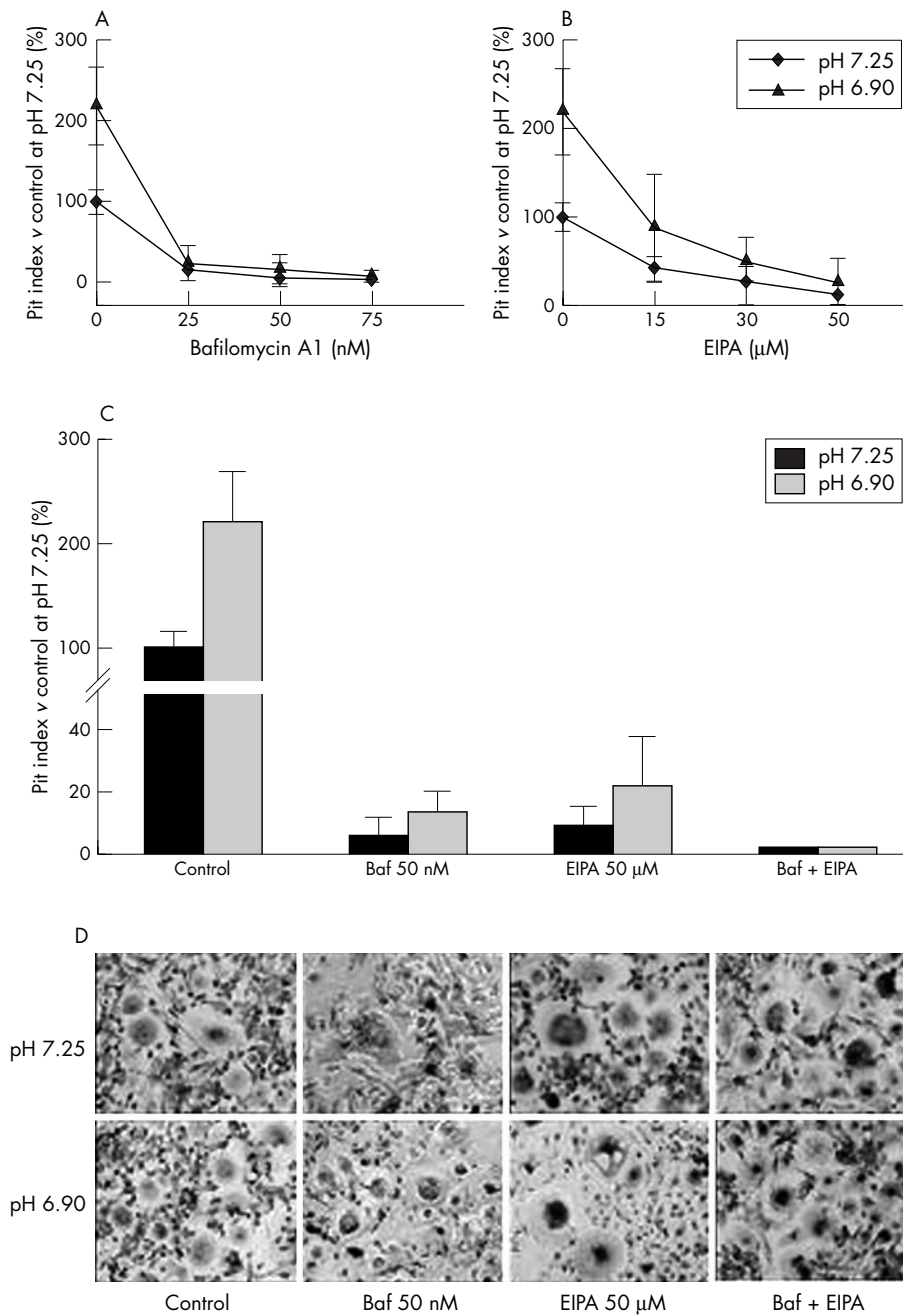 A
Pit index v control at pH 7.25 (%)
300
200
100
0
0 25 50 75
Bafilomycin A1 (nM)
B
Pit index v control at pH 7.25 (%)
300
200
100
0
0 15 30 50
EIPA (μM)
pH 7.25
pH 6.90
C
Pit index v control at pH 7.25 (%)
300
200
100
40
20
0
Control Baf 50 nM EIPA 50 μM Baf + EIPA
pH 7.25
pH 6.90
D
pH 7.25
pH 6.90
Control Baf 50 nM EIPA 50 μM Baf + EIPA